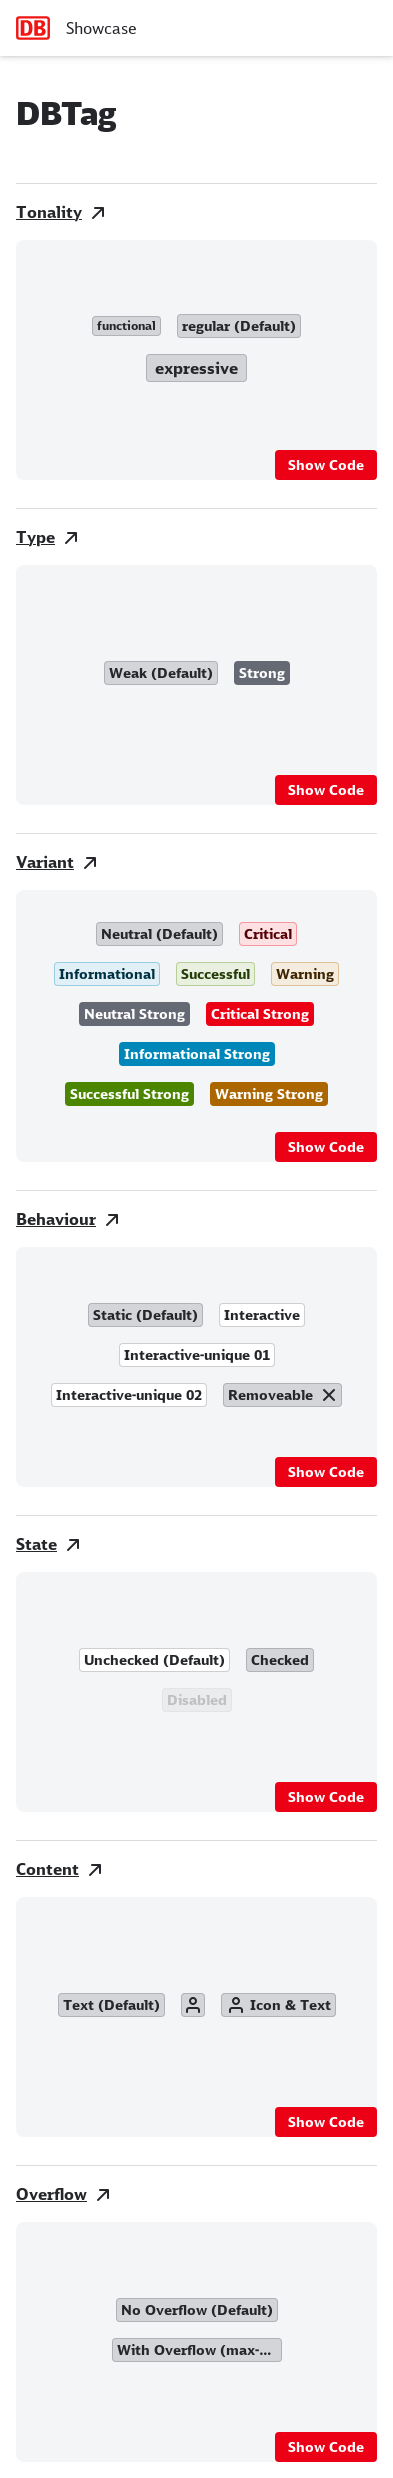 DB Showcase
DBTag
Tonality
functional regular (Default)
expressive
Show Code
Type
Weak (Default) Strong
Show Code
Variant
Neutral (Default) Critical
Informational Successful Warning
Neutral Strong Critical Strong
Informational Strong
Successful Strong Warning Strong
Show Code
Behaviour
Static (Default) Interactive
Interactive-unique 01
Interactive-unique 02 Removeable
Show Code
State
Unchecked (Default) Checked
Disabled
Show Code
Content
Text (Default) Icon & Text
Show Code
Overflow
No Overflow (Default)
With Overflow (max-...
Show Code